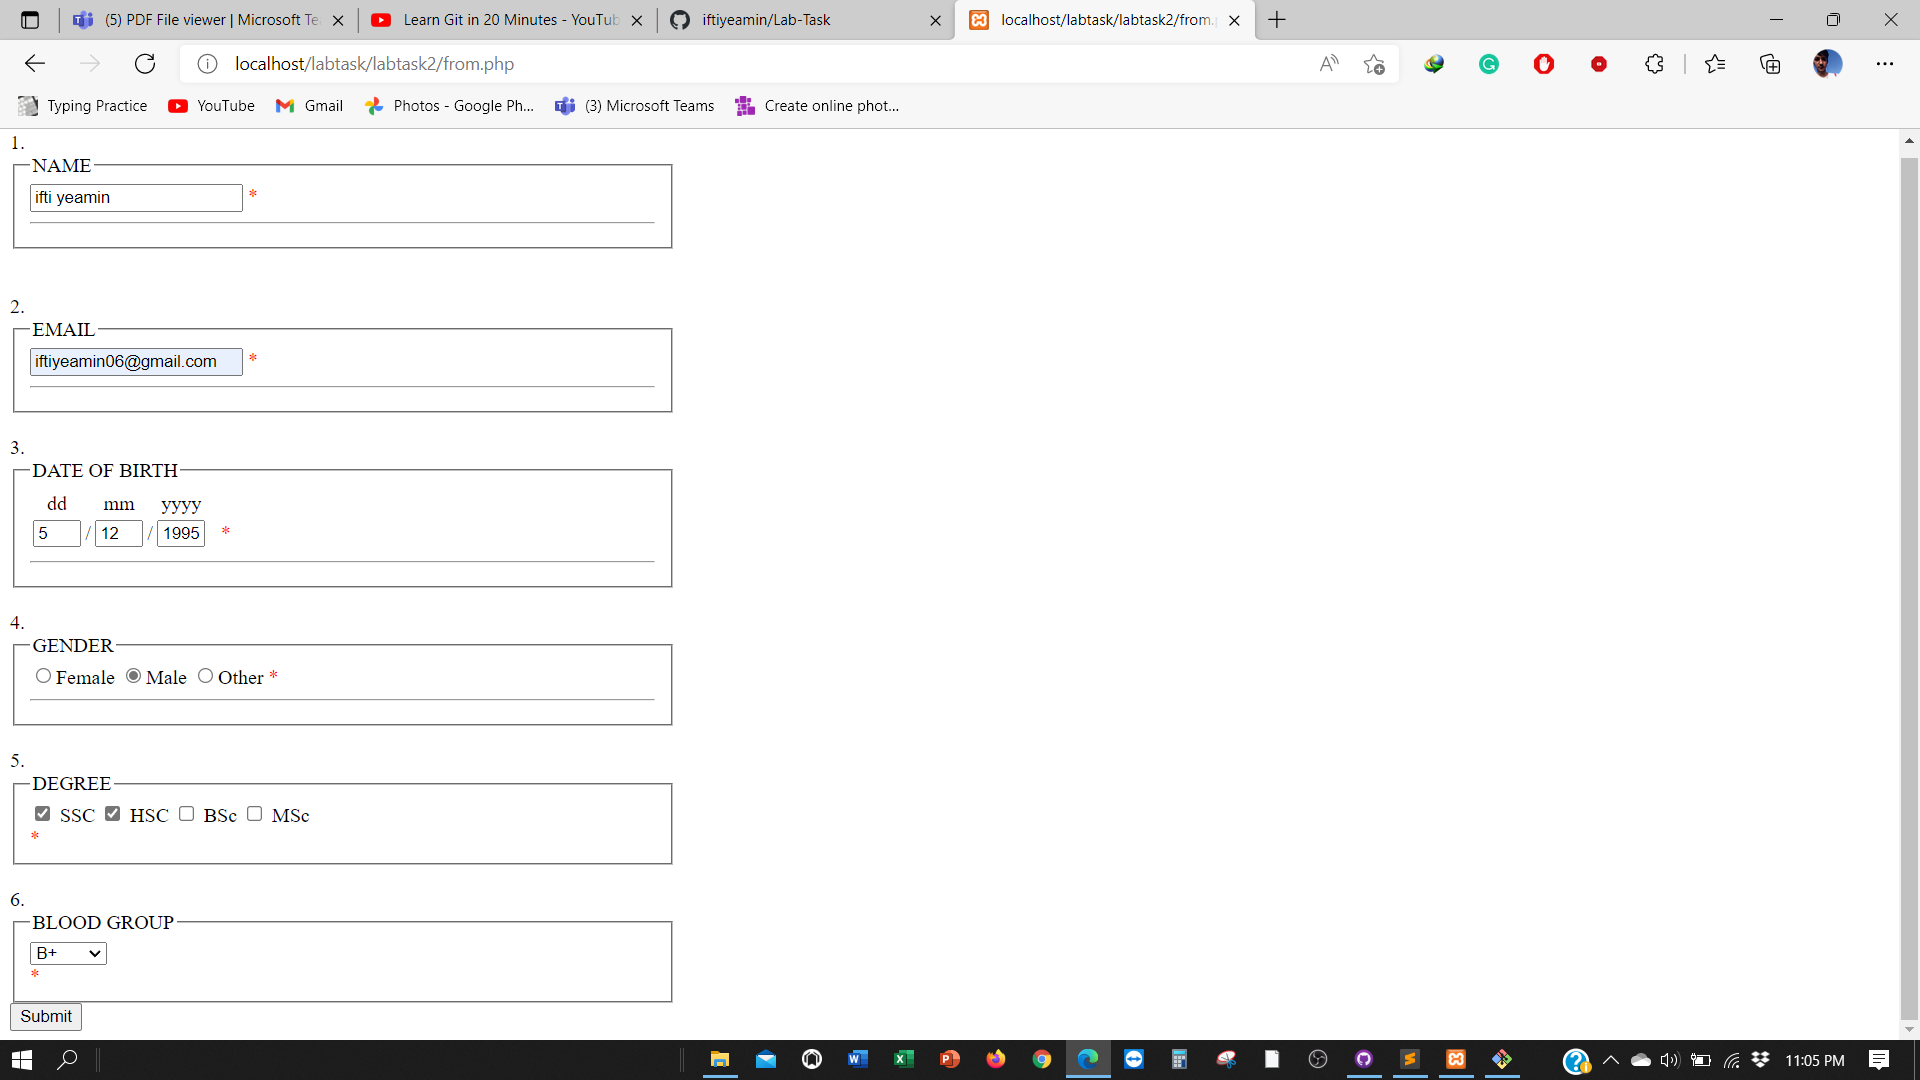 (5) PDF File viewer | Microsoft Te
Learn Git in 20 Minutes - YouTub
iftiyeamin/Lab-Task
localhost/labtask/labtask2/from.p
localhost/labtask/labtask2/from.php
Typing Practice
YouTube
Gmail
Photos - Google Ph...
(3) Microsoft Teams
Create online phot...
1.
NAME
ifti yeamin *
2.
EMAIL
iftiyeamin06@gmail.com *
3.
DATE OF BIRTH
dd mm yyyy
5 / 12 / 1995 *
4.
GENDER
Female Male Other *
5.
DEGREE
SSC HSC BSc MSc
*
6.
BLOOD GROUP
B+
*
Submit
11:05 PM